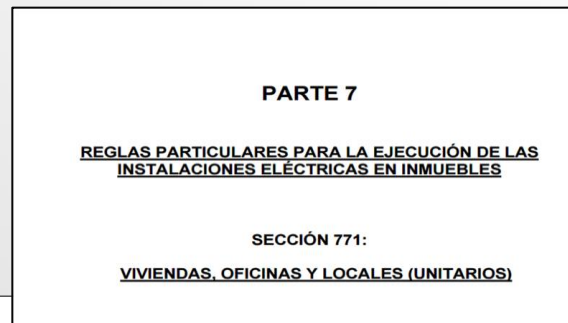 PARTE 7
REGLAS PARTICULARES PARA LA EJECUCIÓN DE LAS
INSTALACIONES ELÉCTRICAS EN INMUEBLES
SECCIÓN 771:
VIVIENDAS, OFICINAS Y LOCALES (UNITARIOS)